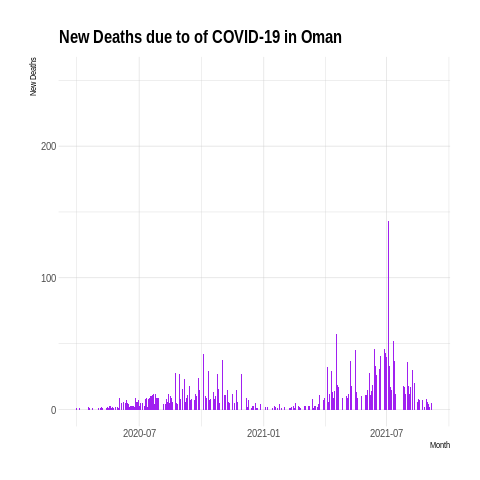 New Deaths due to of COVID-19 in Oman
New Deaths
200
100
0
2020-07
2021-01
2021-07
Month